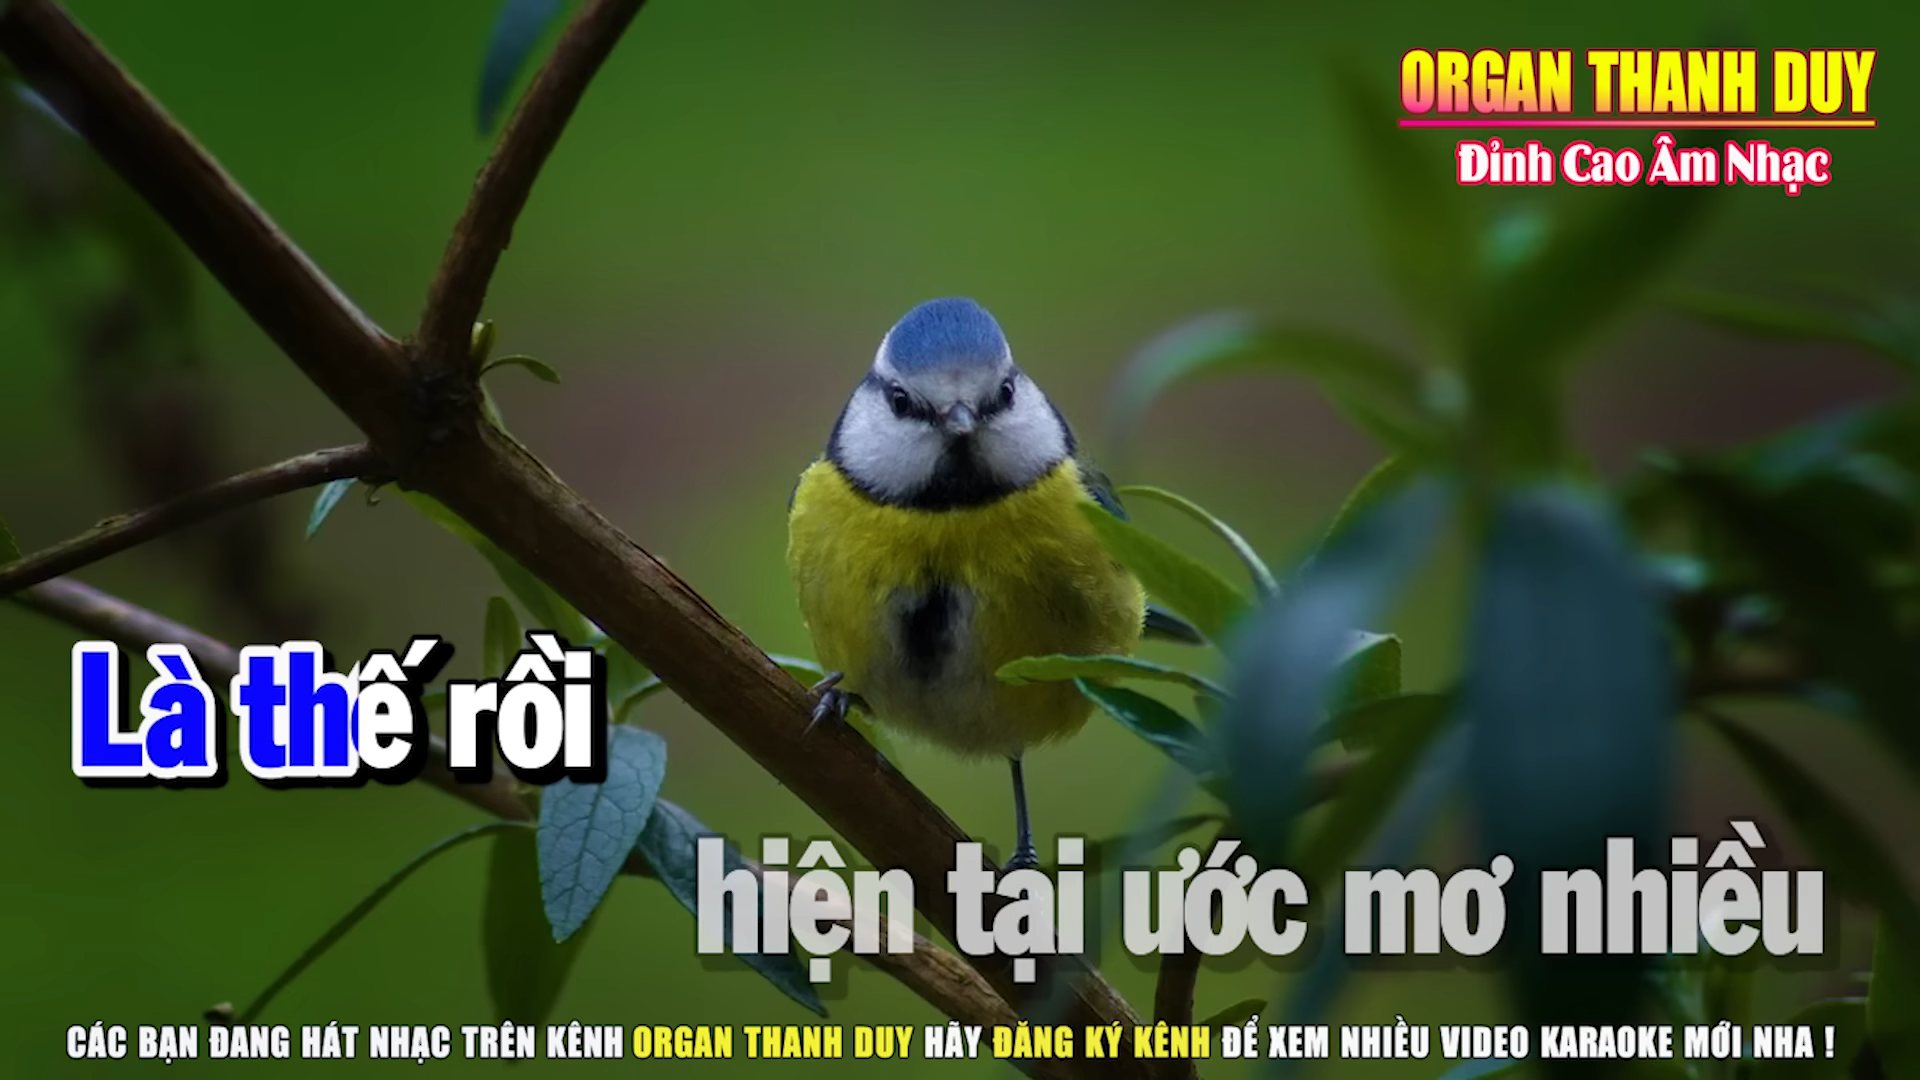 ORGAN THANH DUY
Đỉnh Cao Âm Nhạc
Là thế rồi
hiện tại ước mơ nhiều
CÁC BẠN ĐANG HÁT NHẠC TRÊN KÊNH ORGAN THANH DUY HÃY ĐĂNG KÝ KÊNH ĐỂ XEM NHIỀU VIDEO KARAOKE MỚI NHA !